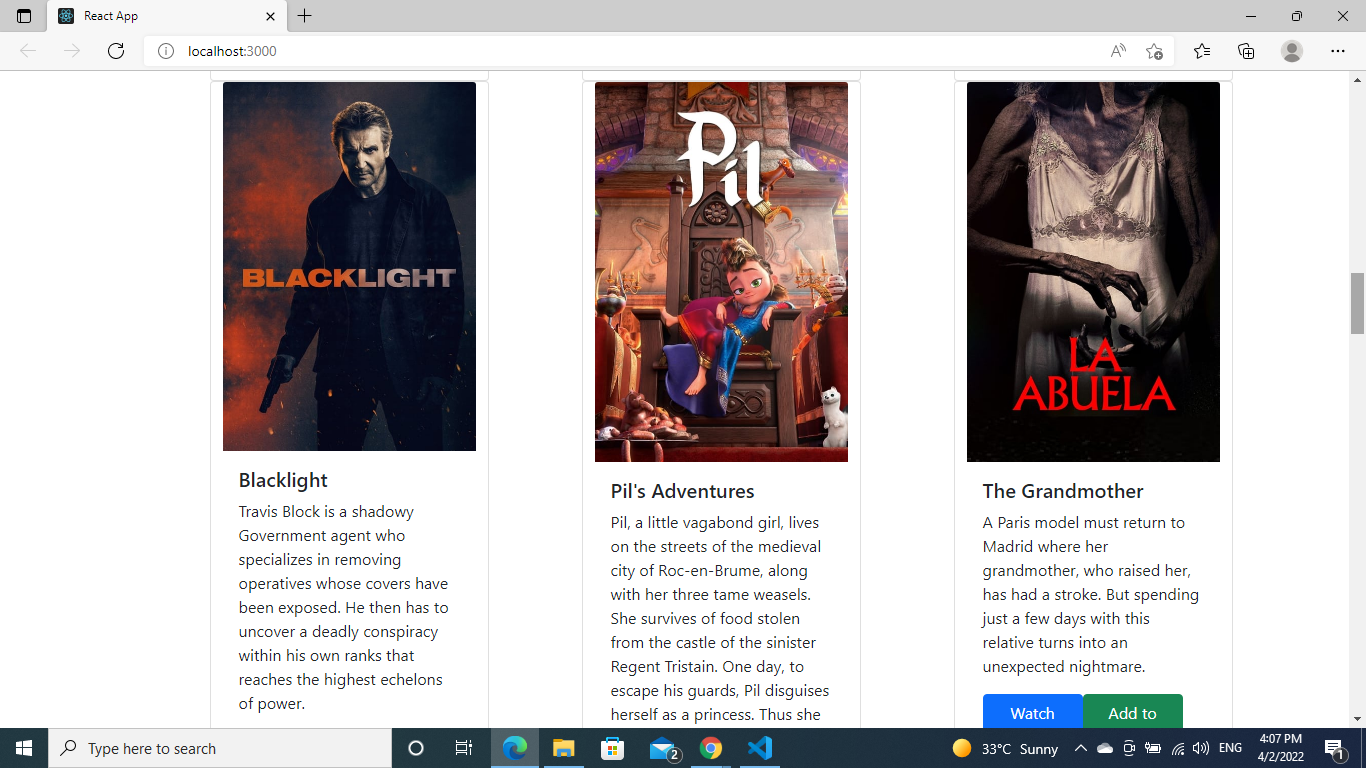 React App
localhost:3000
BLACKLIGHT
Blacklight
Travis Block is a shadowy
Government agent who
specializes in removing
operatives whose covers have
been exposed. He then has to
uncover a deadly conspiracy
within his own ranks that
reaches the highest echelons
of power.
Pil
Pil's Adventures
Pil, a little vagabond girl, lives
on the streets of the medieval
city of Roc-en-Brume, along
with her three tame weasels.
She survives of food stolen
from the castle of the sinister
Regent Tristain. One day, to
escape his guards, Pil disguises
herself as a princess. Thus she
LA
ABUELA
The Grandmother
A Paris model must return to
Madrid where her
grandmother, who raised her,
has had a stroke. But spending
just a few days with this
relative turns into an
unexpected nightmare.
Watch
Add to
Type here to search
2
33°C Sunny
ENG
4:07 PM
4/2/2022
1